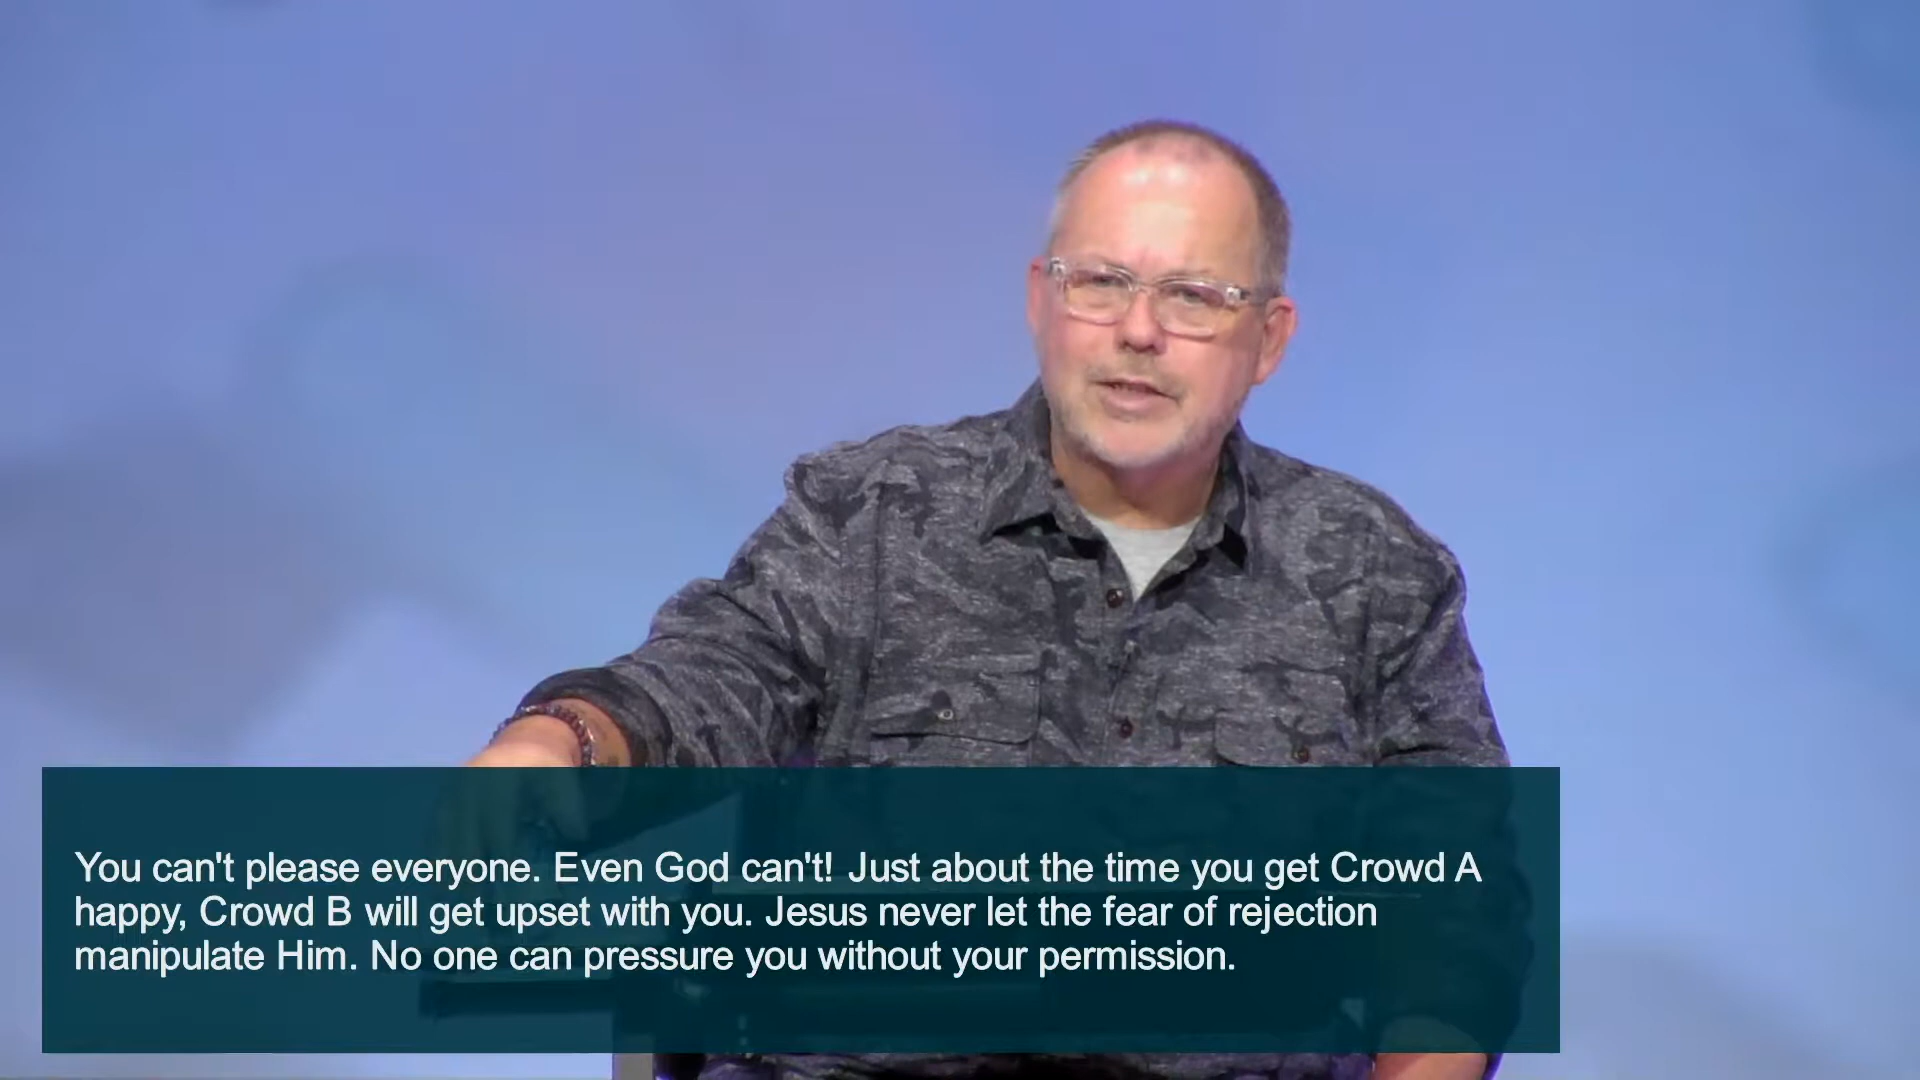 You can't please everyone. Even God can't! Just about the time you get Crowd A
happy, Crowd B will get upset with you. Jesus never let the fear of rejection
manipulate Him. No one can pressure you without your permission.